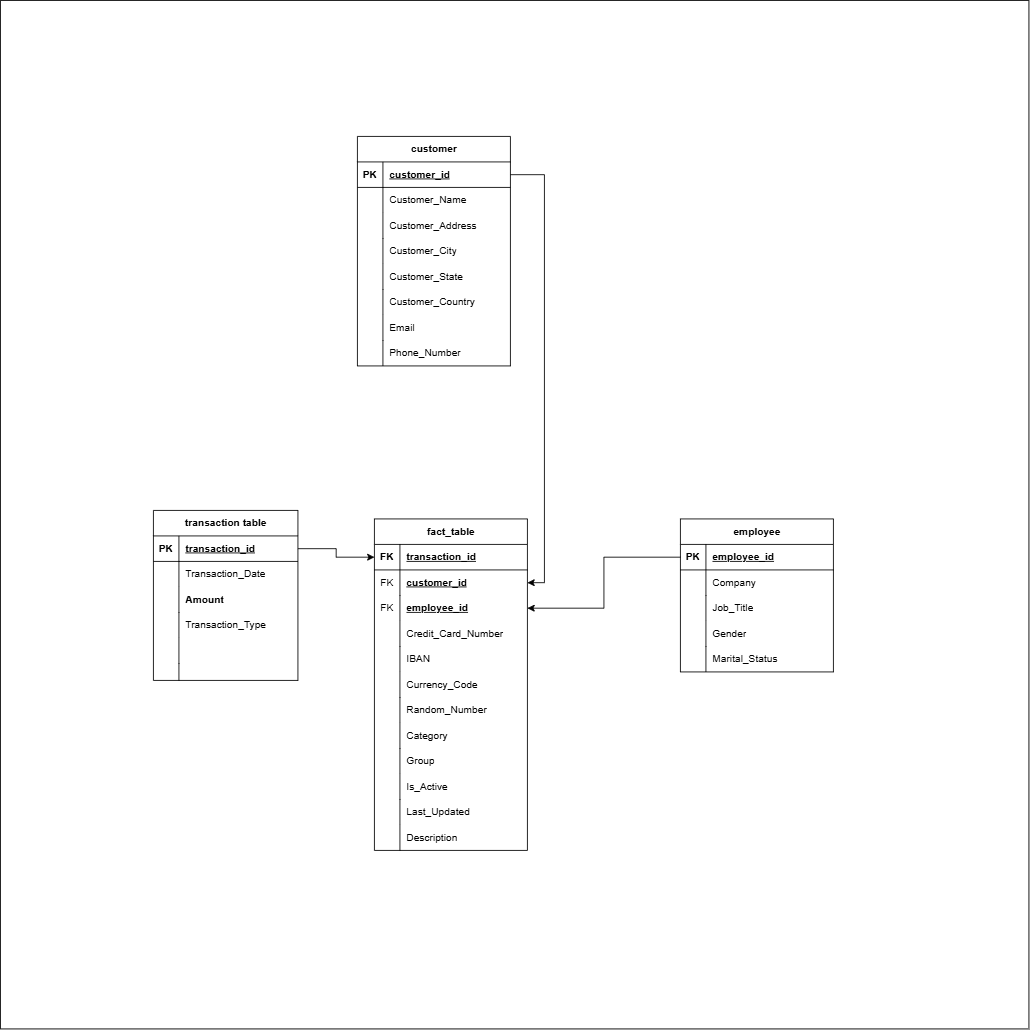 customer
PK customer_id
Customer_Name
Customer_Address
Customer_City
Customer_State
Customer_Country
Email
Phone_Number
transaction table
PK transaction_id
Transaction_Date
Amount
Transaction_Type
fact_table
FK transaction_id
FK customer_id
FK employee_id
Credit_Card_Number
IBAN
Currency_Code
Random_Number
Category
Group
Is_Active
Last_Updated
Description
employee
PK employee_id
Company
Job_Title
Gender
Marital_Status